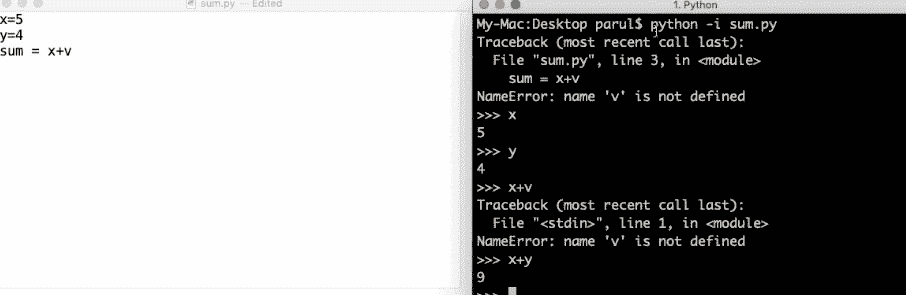 sum.py — Edited
x=5
y=4
sum = x+v
1. Python
My-Mac:Desktop parul$ python -i sum.py
Traceback (most recent call last):
  File "sum.py", line 3, in <module>
    sum = x+v
NameError: name 'v' is not defined
>>> x
5
>>> y
4
>>> x+v
Traceback (most recent call last):
  File "<stdin>", line 1, in <module>
NameError: name 'v' is not defined
>>> x+y
9
>>>